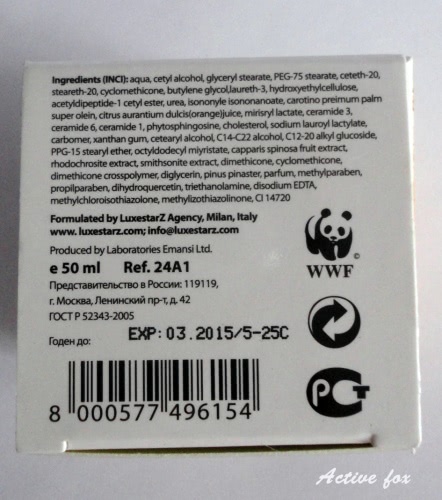 Ingredients (INCI): aqua, cetyl alcohol, glyceryl stearate, PEG-75 stearate, ceteth-20,
steareth-20, cyclomethicone, butylene glycol,laureth-3, hydroxyethylcellulose,
acetyldipeptide-1 cetyl ester, urea, isononyle isononanoate, carotino preimum palm
super olein, citrus aurantium dulcis(orange)juice, mirisryl lactate, ceramide 3,
ceramide 6, ceramide 1, phytosphingosine, cholesterol, sodium lauroyl lactylate,
carbomer, xanthan gum, cetearyl alcohol, C14-C22 alcohol, C12-20 alkyl glucoside,
PPG-15 stearyl ether, octyldodecyl miyristate, capparis spinosa fruit extract,
rhodochrosite extract, smithsonite extract, dimethicone, cyclomethicone,
dimethicone crosspolymer, diglycerin, pinus pinaster, parfum, methylparaben,
propilparaben, dihydroquercetin, triethanolamine, disodium EDTA,
methylchloroisothiazolone, methylizothiazolinone, CI 14720
Formulated by LuxestarZ Agency, Milan, Italy
www.luxestarz.com; info@luxestarz.com
Produced by Laboratories Emansi Ltd.
e 50 ml Ref. 24A1
Представительство в России: 119119,
г. Москва, Ленинский пр-т, д. 42
ГОСТ Р 52343-2005
Годен до: EXP: 03.2015/5-25C
8 000577 496154
©
WWF
РСТ
Active fox